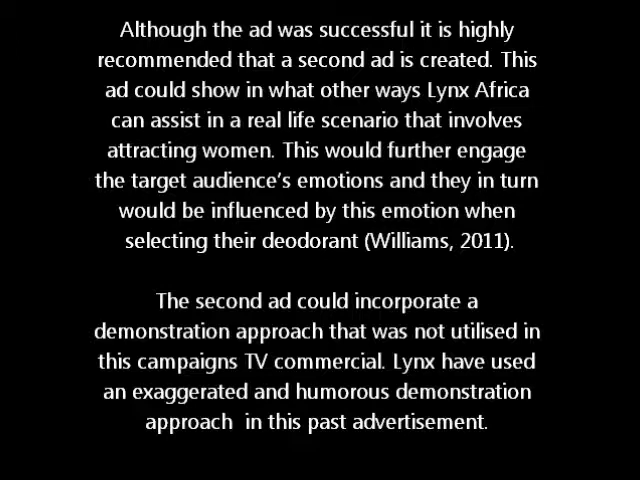 Although the ad was successful it is highly
recommended that a second ad is created. This
ad could show in what other ways Lynx Africa
can assist in a real life scenario that involves
attracting women. This would further engage
the target audience’s emotions and they in turn
would be influenced by this emotion when
selecting their deodorant (Williams, 2011).
The second ad could incorporate a
demonstration approach that was not utilised in
this campaigns TV commercial. Lynx have used
an exaggerated and humorous demonstration
approach  in this past advertisement.